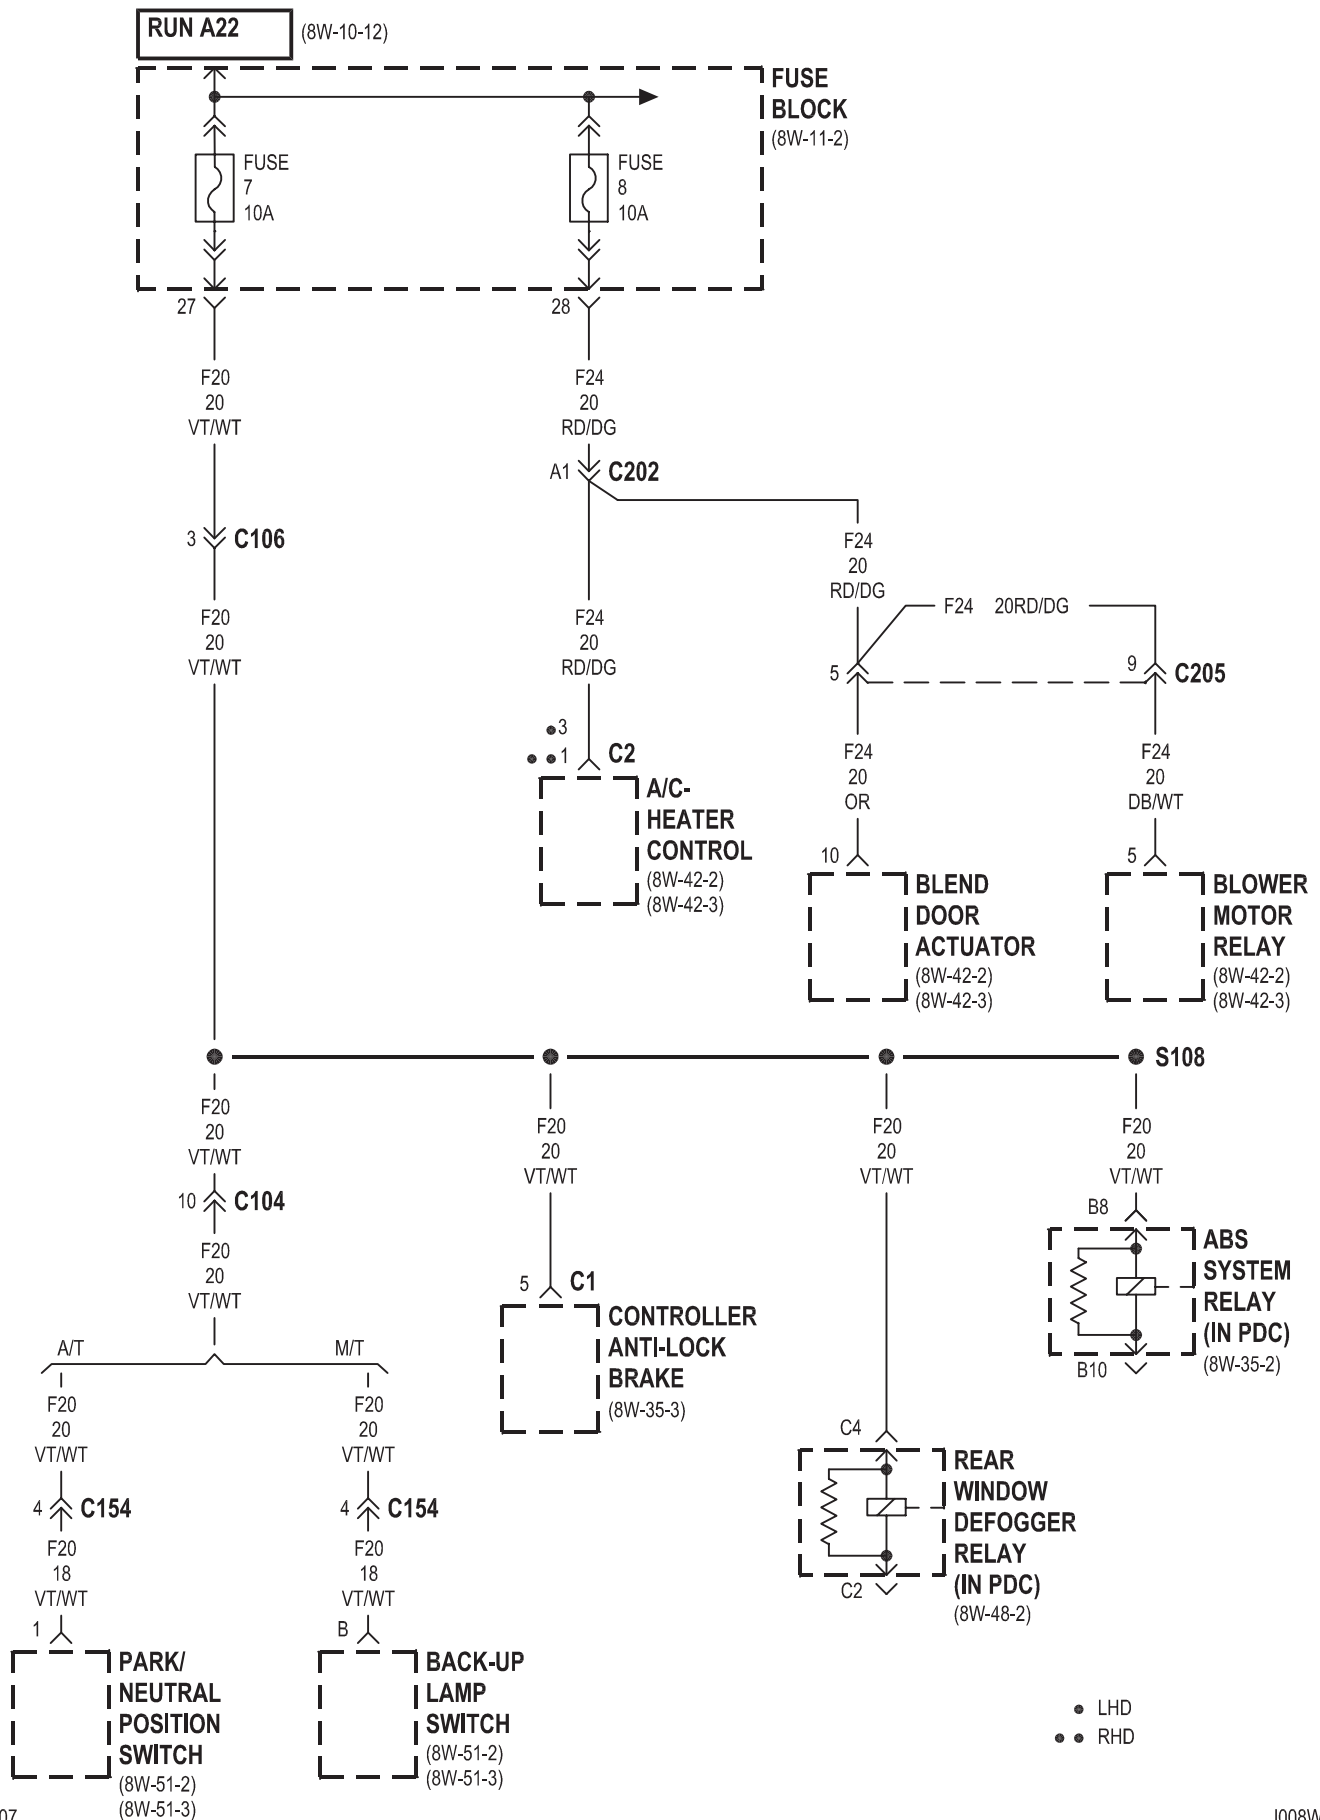 RUN A22 (8W-10-12)
FUSE
BLOCK
(8W-11-2)
FUSE
7
10A
FUSE
8
10A
27
28
F20
20
VT/WT
F24
20
RD/DG
A1 C202
3 C106
F24
20
RD/DG
F24 20RD/DG
F20
20
VT/WT
F24
20
RD/DG
5
9 C205
3
1 C2
A/C-
HEATER
CONTROL
(8W-42-2)
(8W-42-3)
F24
20
OR
F24
20
DB/WT
10
BLEND
DOOR
ACTUATOR
(8W-42-2)
(8W-42-3)
5
BLOWER
MOTOR
RELAY
(8W-42-2)
(8W-42-3)
S108
F20
20
VT/WT
F20
20
VT/WT
F20
20
VT/WT
F20
20
VT/WT
10 C104
F20
20
VT/WT
5 C1
CONTROLLER
ANTI-LOCK
BRAKE
(8W-35-3)
B8
ABS
SYSTEM
RELAY
(IN PDC)
(8W-35-2)
B10
A/T
M/T
F20
20
VT/WT
F20
20
VT/WT
4 C154
4 C154
F20
18
VT/WT
F20
18
VT/WT
C4
REAR
WINDOW
DEFOGGER
RELAY
(IN PDC)
(8W-48-2)
C2
1
PARK/
NEUTRAL
POSITION
SWITCH
(8W-51-2)
(8W-51-3)
B
BACK-UP
LAMP
SWITCH
(8W-51-2)
(8W-51-3)
LHD
RHD